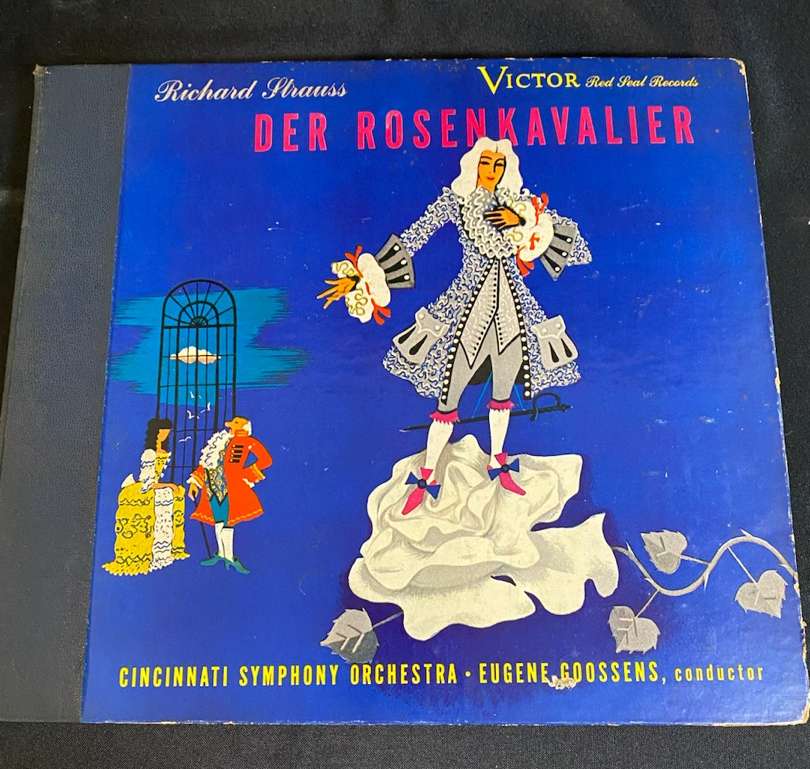 Richard Strauss
VICTOR Red Seal Records
DER ROSENKAVALIER
CINCINNATI SYMPHONY ORCHESTRA • EUGENE GOOSSENS, conductor